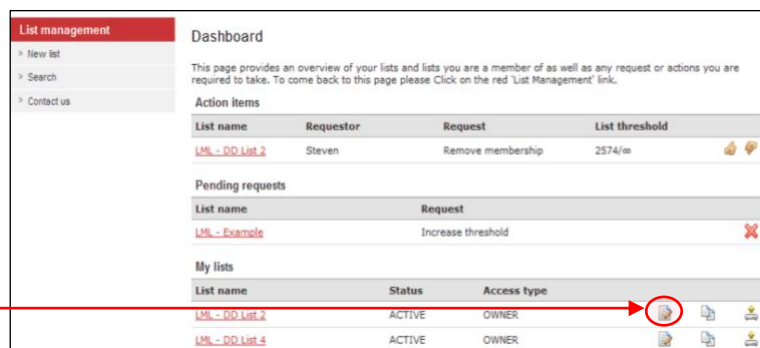 List management
New list
Search
Contact us
Dashboard
This page provides an overview of your lists and lists you are a member of as well as any request or actions you are
required to take. To come back to this page please Click on the red 'List Management' link.
Action items
List name Requestor Request List threshold
LML - DD List 2 Steven Remove membership 2574/∞
Pending requests
List name Request
LML - Example Increase threshold
My lists
List name Status Access type
LML - DD List 2 ACTIVE OWNER
LML - DD List 4 ACTIVE OWNER